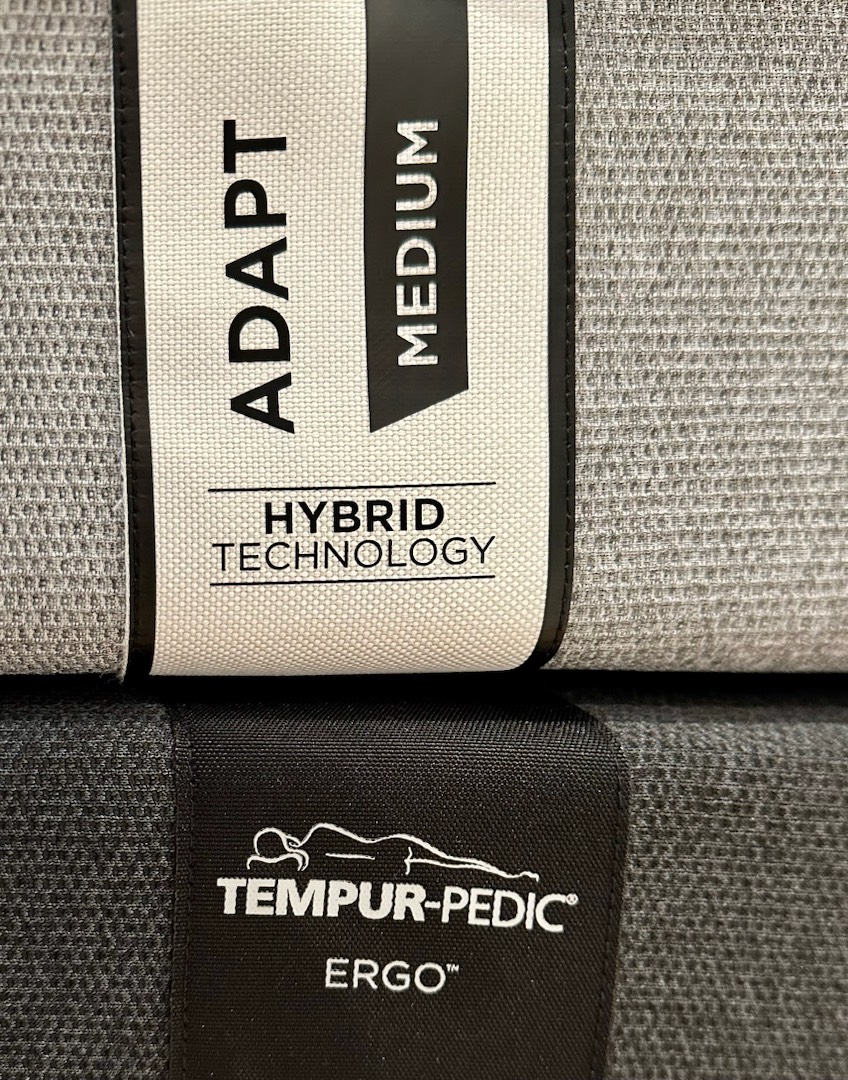 ADAPT
MEDIUM
HYBRID
TECHNOLOGY
TEMPUR-PEDIC®
ERGO™